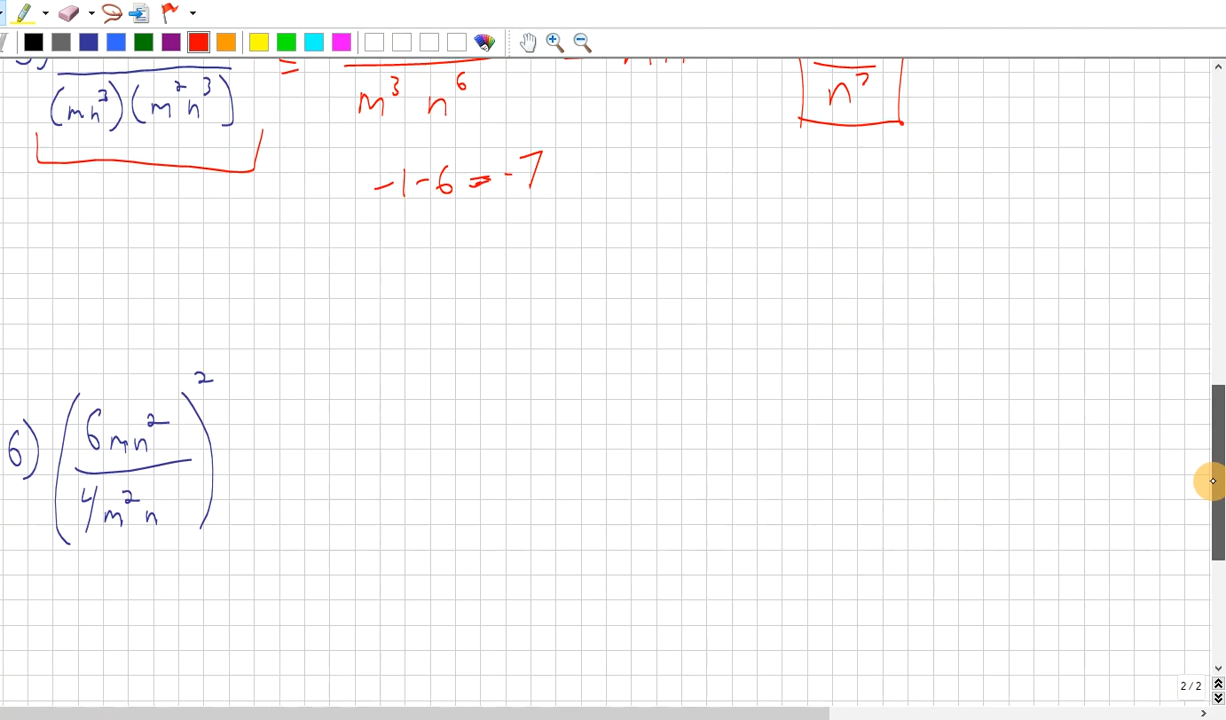 (mn³)(m²n³) = m³ n⁶ n⁷
-1-6=-7
6) (6mn² / 4m²n)²
2 / 2